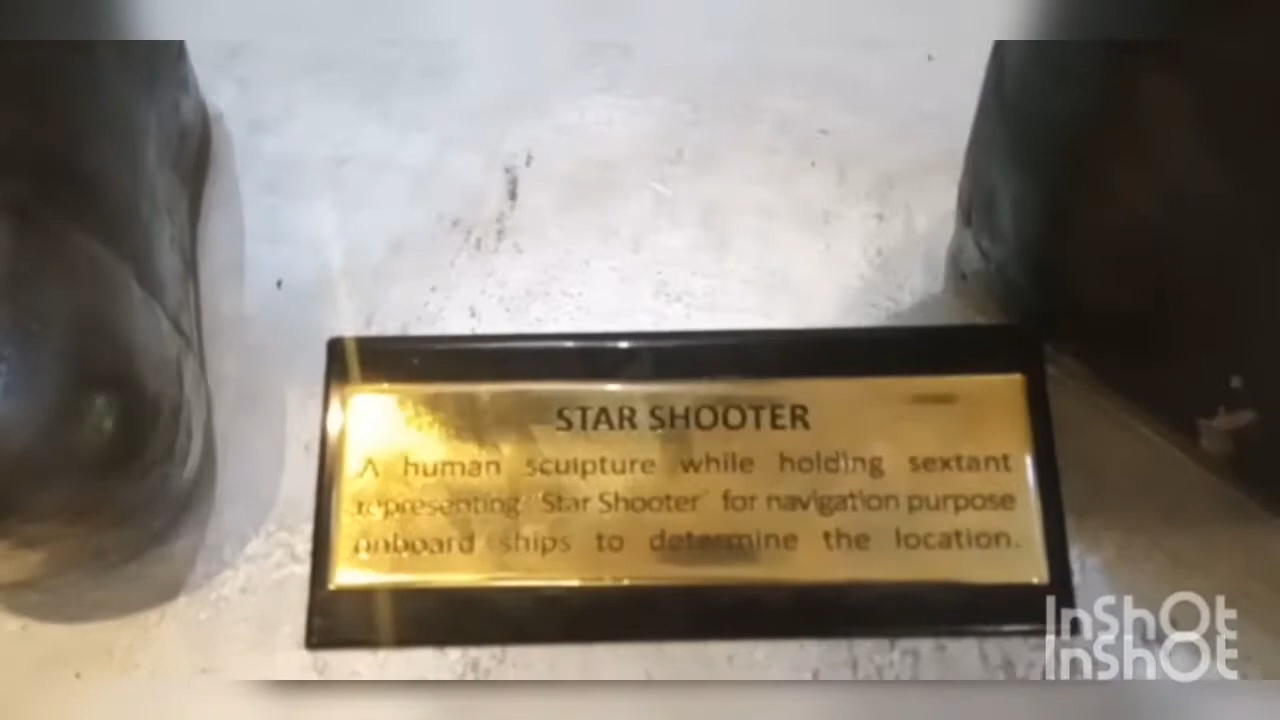 STAR SHOOTER
A human sculpture while holding sextant
representing "Star Shooter" for navigation purpose
onboard ships to determine the location.
InShOt
InShOt